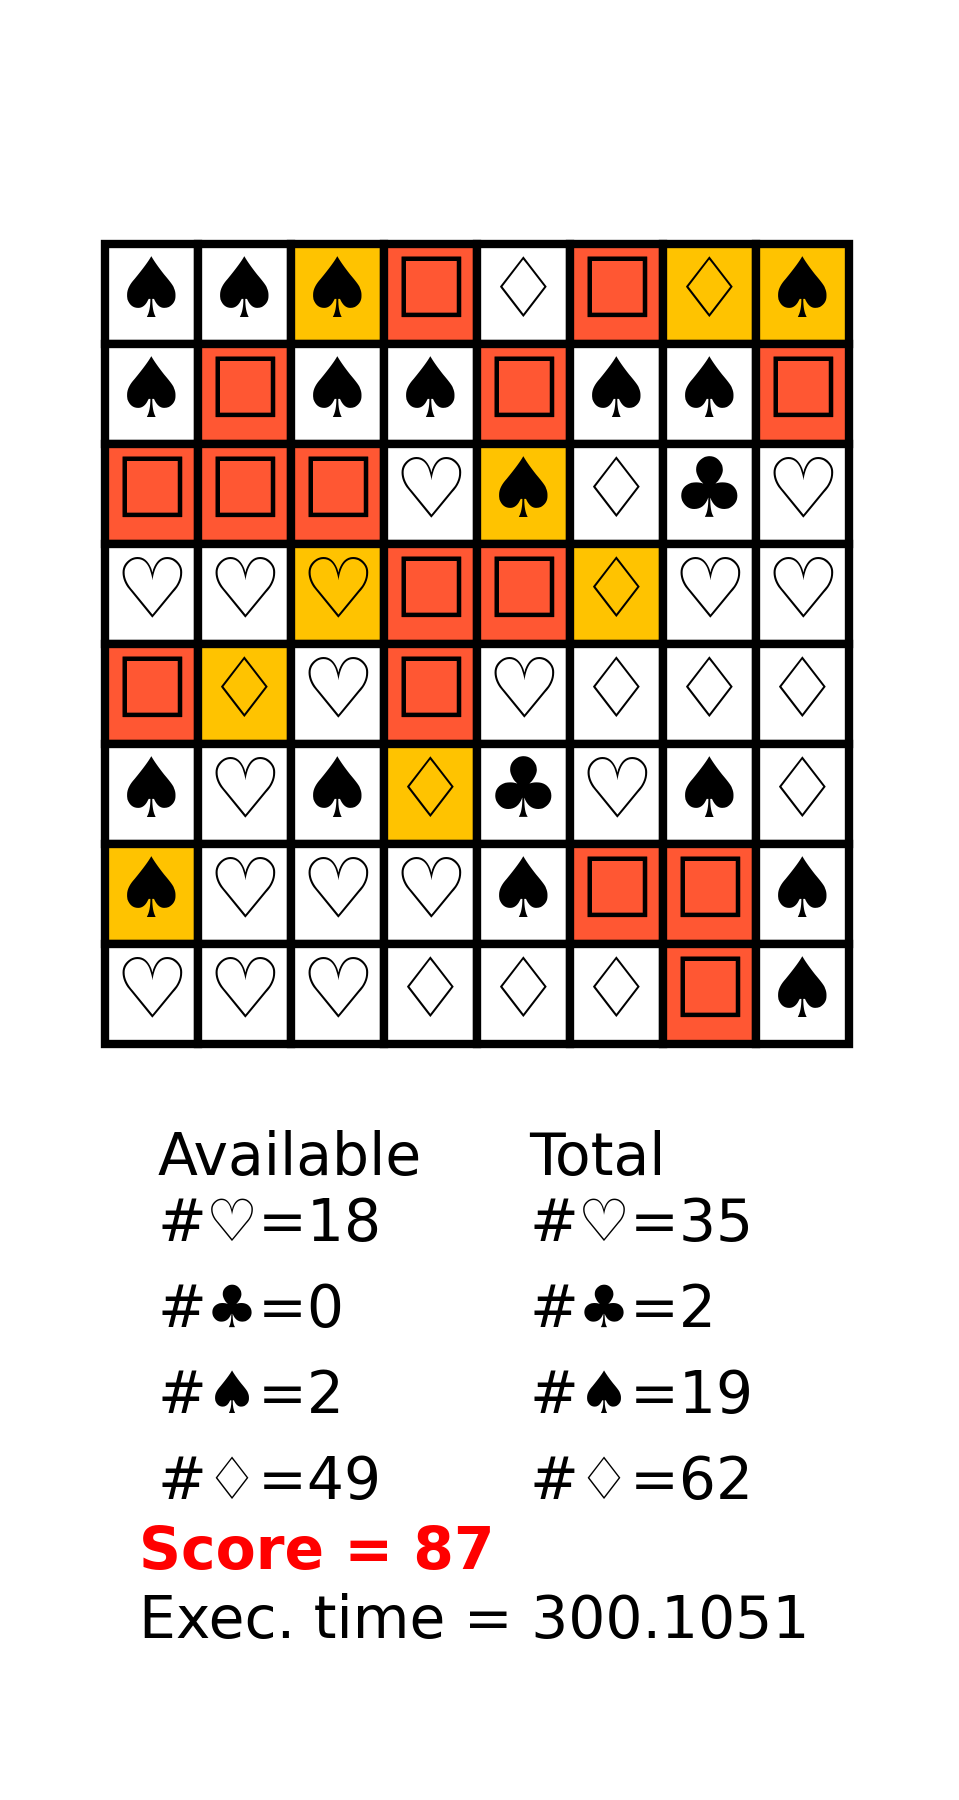 ♠ ♠ ♠ □ ♢ □ ♢ ♠
♠ □ ♠ ♠ □ ♠ ♠ □
□ □ □ ♡ ♠ ♢ ♣ ♡
♡ ♡ ♡ □ □ ♢ ♡ ♡
□ ♢ ♡ □ ♡ ♢ ♢ ♢
♠ ♡ ♠ ♢ ♣ ♡ ♠ ♢
♠ ♡ ♡ ♡ ♠ □ □ ♠
♡ ♡ ♡ ♢ ♢ ♢ □ ♠
Available Total
#♡=18 #♡=35
#♣=0 #♣=2
#♠=2 #♠=19
#♢=49 #♢=62
Score = 87
Exec. time = 300.1051